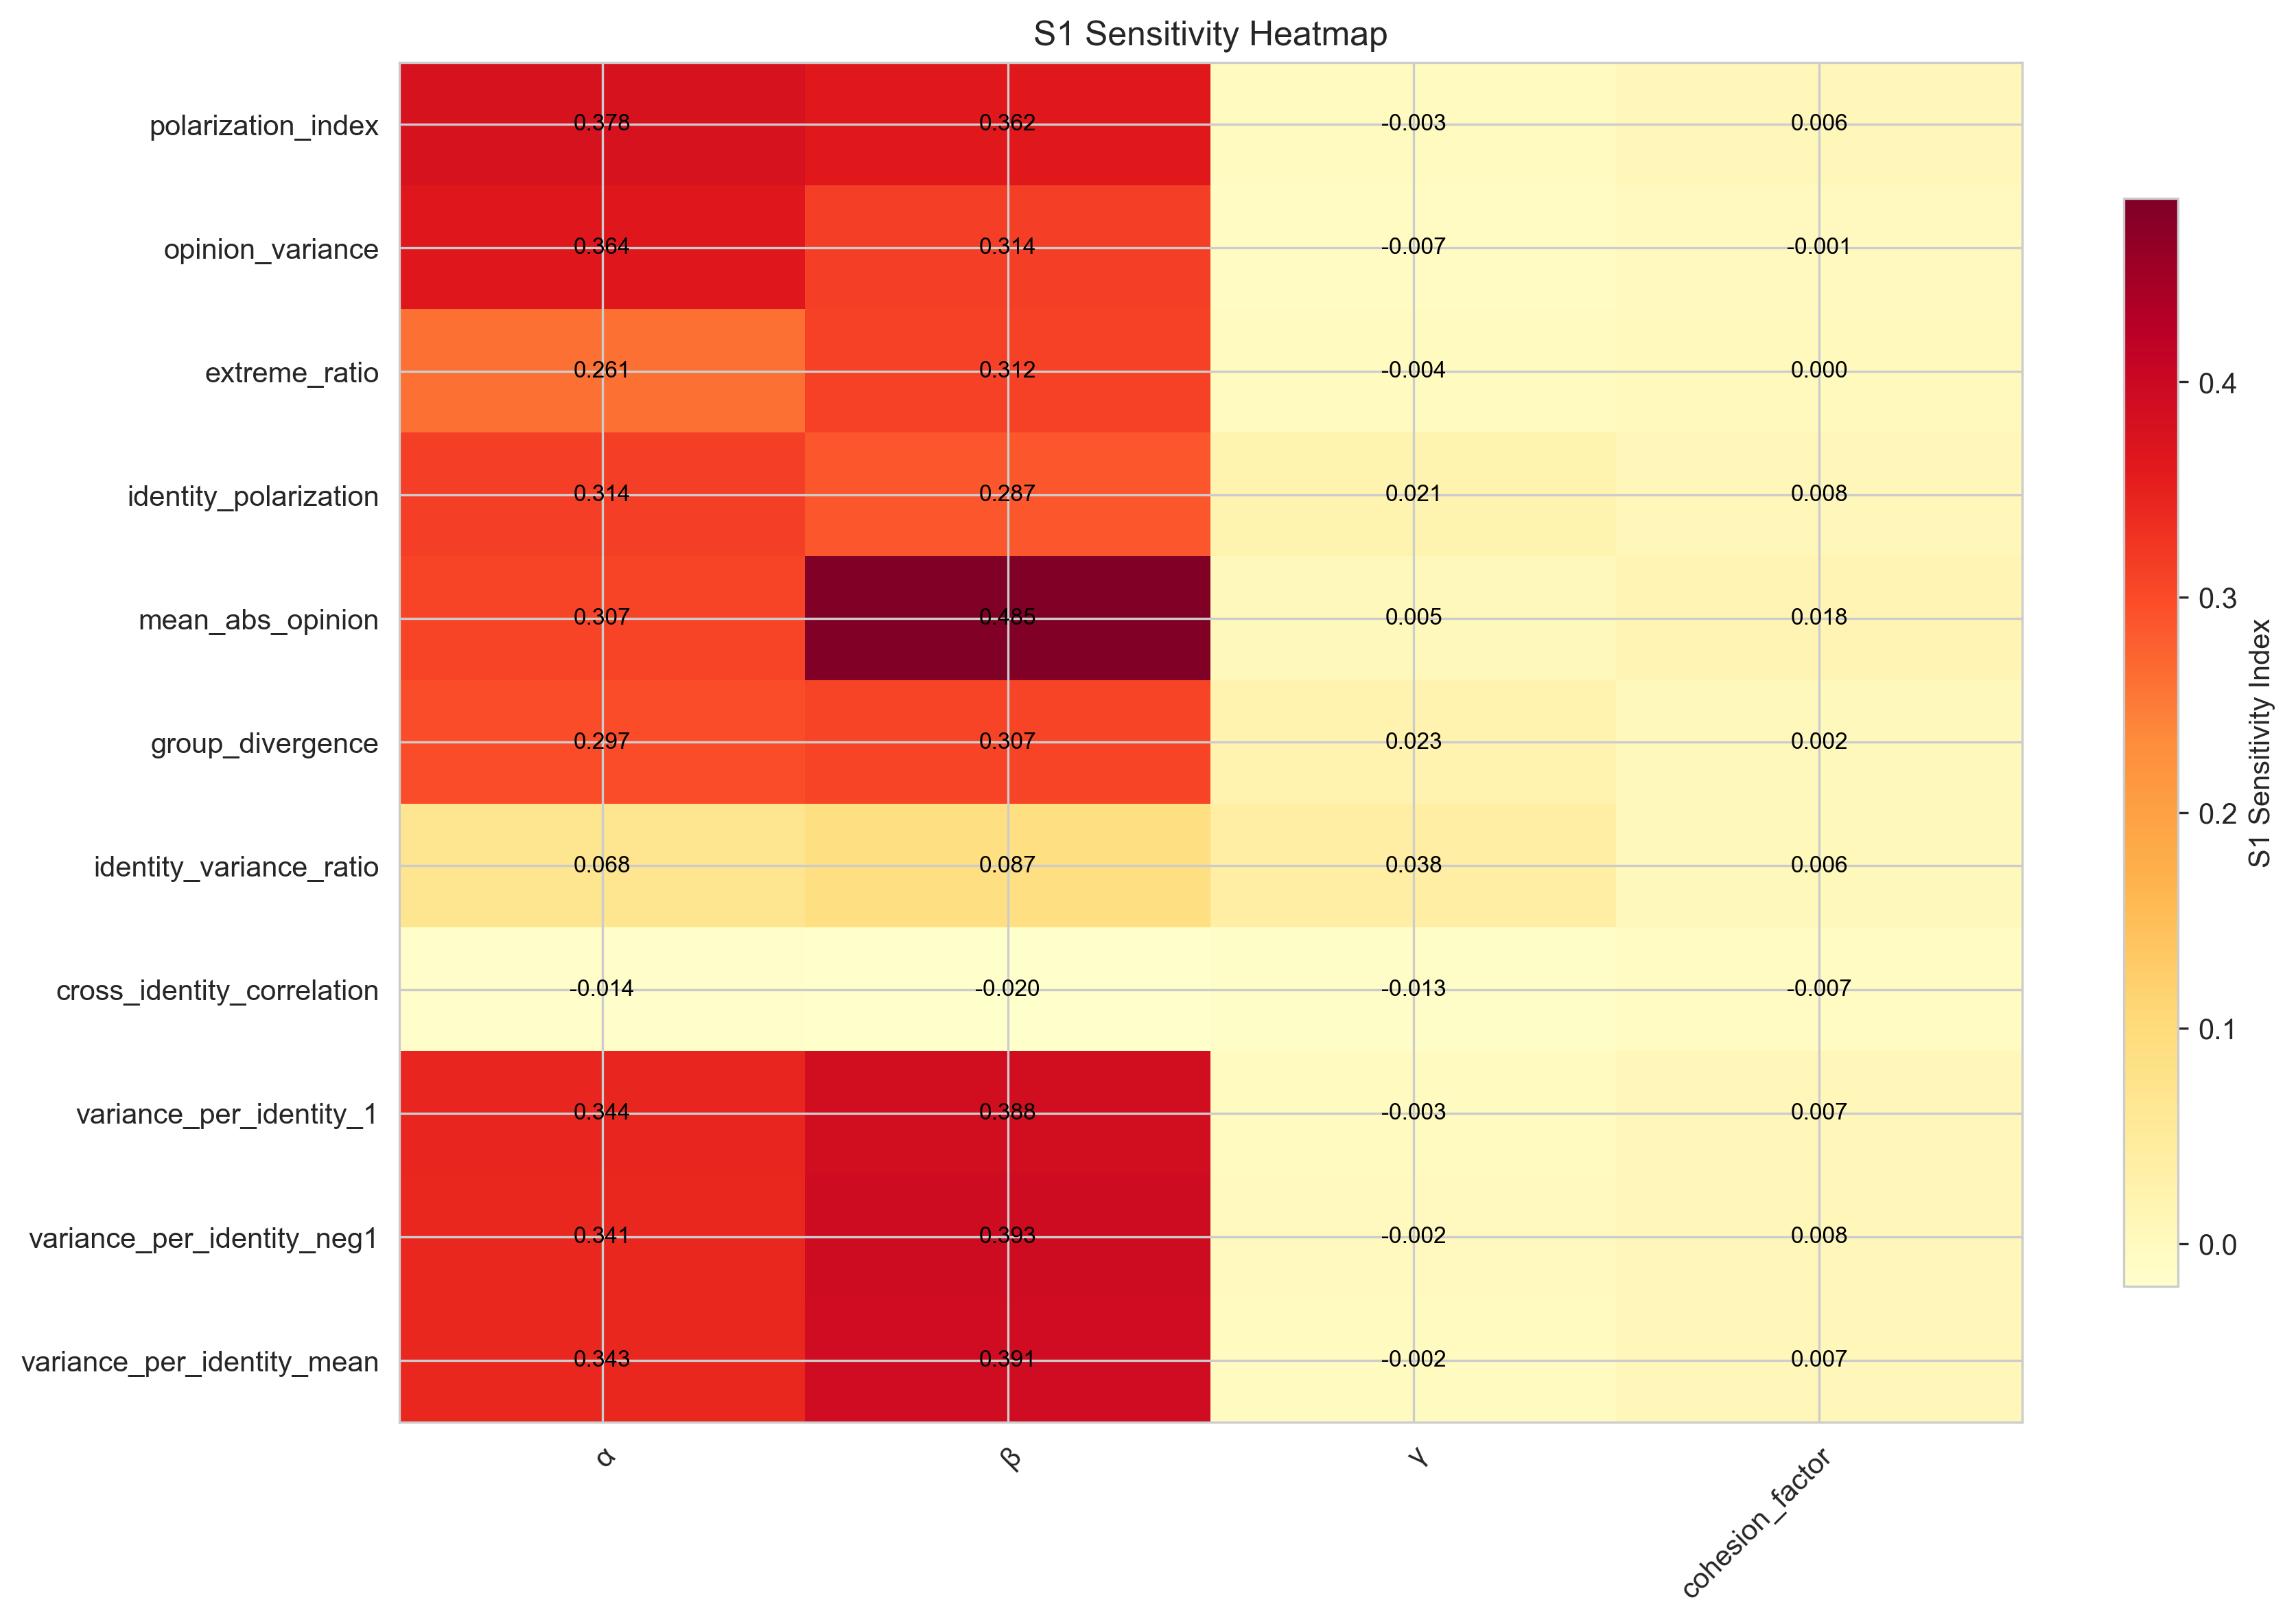 S1 Sensitivity Heatmap
polarization_index 0.378 0.362 -0.003 0.006
opinion_variance 0.364 0.314 -0.007 -0.001
extreme_ratio 0.261 0.312 -0.004 0.000
identity_polarization 0.314 0.287 0.021 0.008
mean_abs_opinion 0.307 0.485 0.005 0.018
group_divergence 0.297 0.307 0.023 0.002
identity_variance_ratio 0.068 0.087 0.038 0.006
cross_identity_correlation -0.014 -0.020 -0.013 -0.007
variance_per_identity_1 0.344 0.388 -0.003 0.007
variance_per_identity_neg1 0.341 0.393 -0.002 0.008
variance_per_identity_mean 0.343 0.391 -0.002 0.007
α β γ cohesion_factor
0.4
0.3
0.2
0.1
0.0
S1 Sensitivity Index